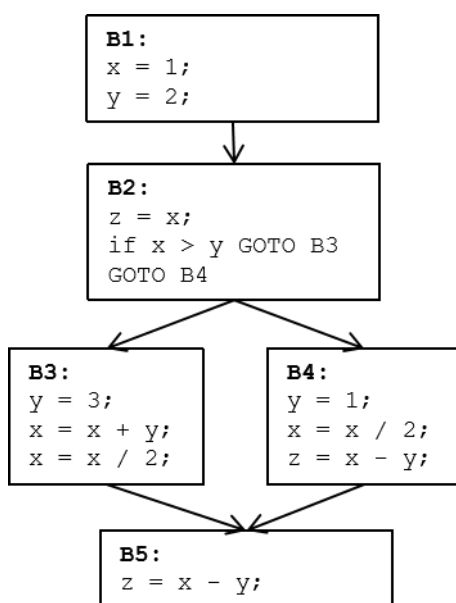 B1:
x = 1;
y = 2;
B2:
z = x;
if x > y GOTO B3
GOTO B4
B3:
y = 3;
x = x + y;
x = x / 2;
B4:
y = 1;
x = x / 2;
z = x - y;
B5:
z = x - y;